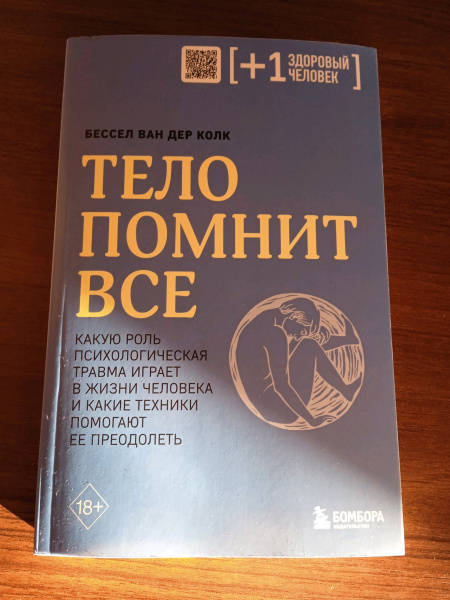 [+1 ЗДОРОВЫЙ
ЧЕЛОВЕК]
БЕССЕЛ ВАН ДЕР КОЛК
ТЕЛО
ПОМНИТ
ВСЕ
КАКУЮ РОЛЬ
ПСИХОЛОГИЧЕСКАЯ
ТРАВМА ИГРАЕТ
В ЖИЗНИ ЧЕЛОВЕКА
И КАКИЕ ТЕХНИКИ
ПОМОГАЮТ
ЕЕ ПРЕОДОЛЕТЬ
18+
БОМБОРА
ИЗДАТЕЛЬСТВО